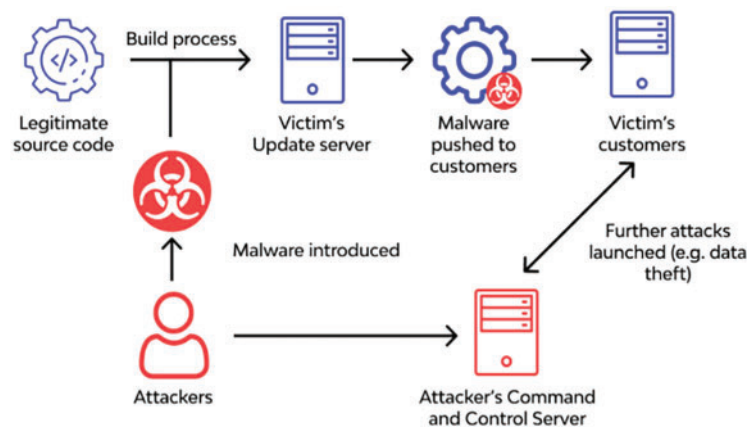 Build process
Legitimate
source code
Victim's
Update server
Malware
pushed to
customers
Victim's
customers
Malware introduced
Further attacks
launched (e.g. data
theft)
Attackers
Attacker's Command
and Control Server